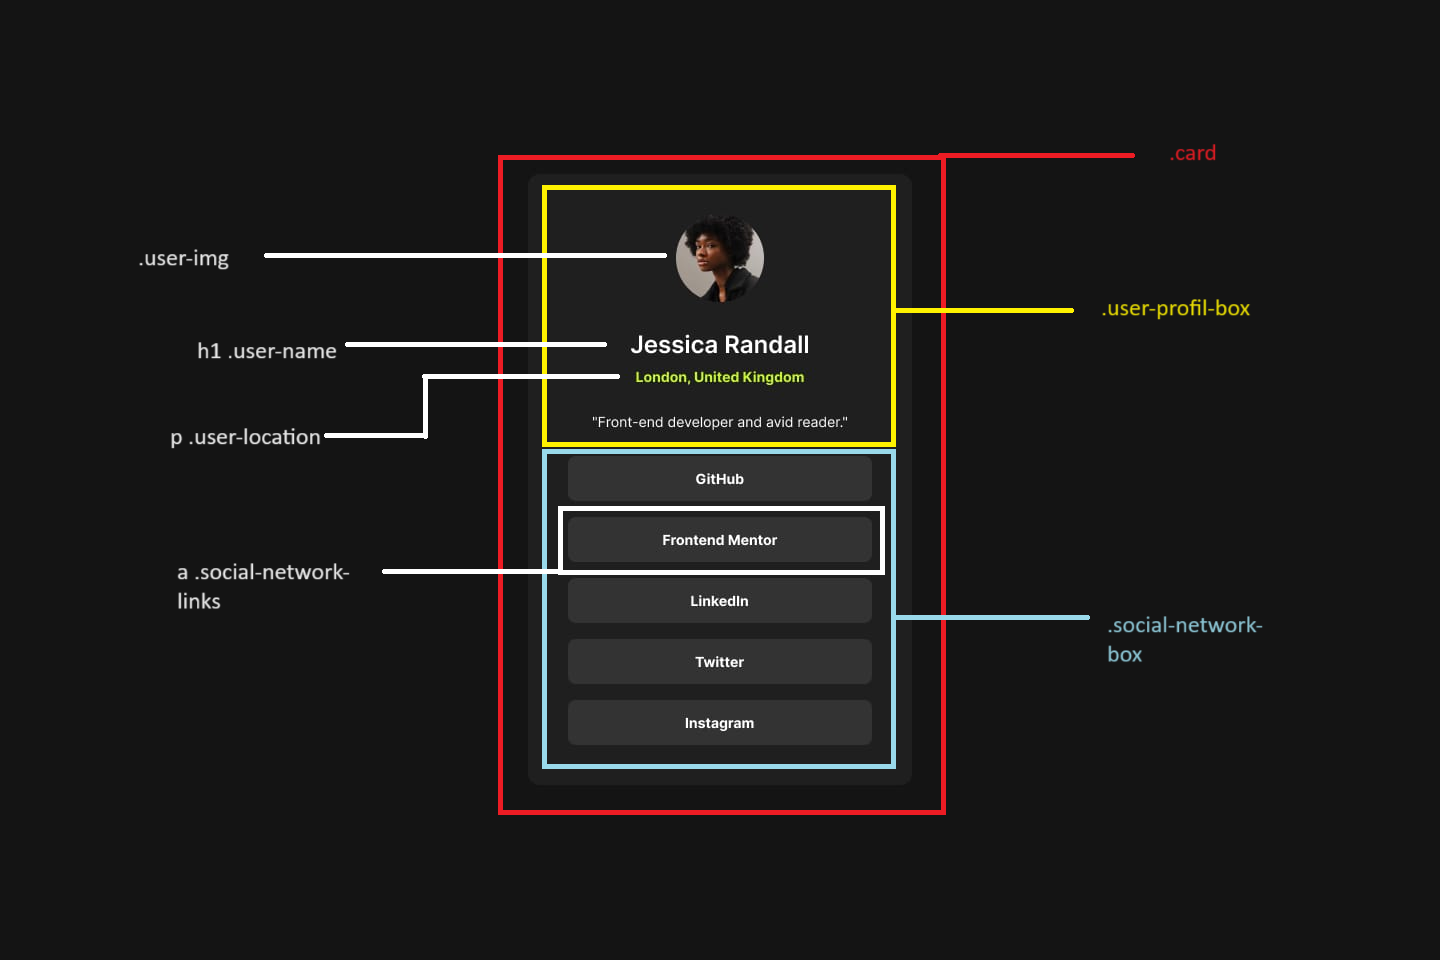 .card
.user-img
.user-profil-box
h1 .user-name
Jessica Randall
London, United Kingdom
p .user-location
"Front-end developer and avid reader."
GitHub
Frontend Mentor
a .social-network-
links
LinkedIn
.social-network-
box
Twitter
Instagram